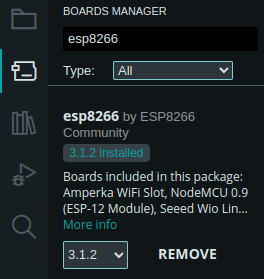 BOARDS MANAGER
esp8266
Type: All
esp8266 by ESP8266
Community
3.1.2 installed
Boards included in this package:
Amperka WiFi Slot, NodeMCU 0.9
(ESP-12 Module), Seeed Wio Lin...
More info
3.1.2 REMOVE